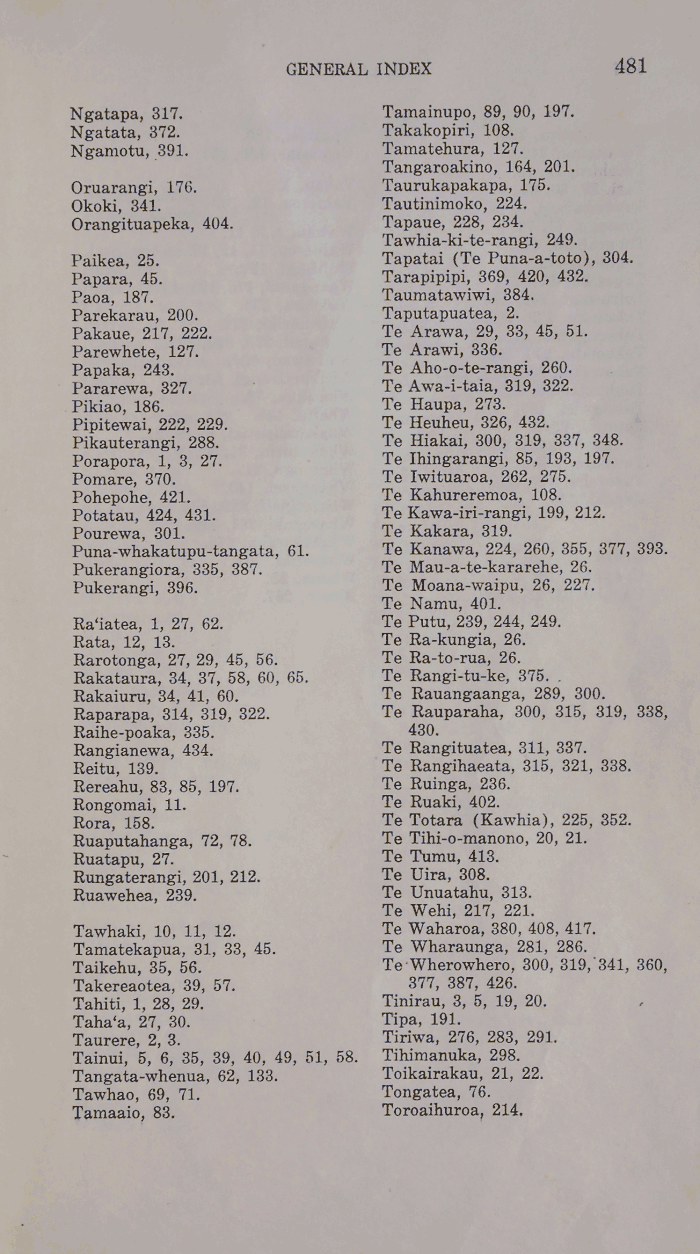 GENERAL INDEX 481
Ngatapa, 317.
Ngatata, 372.
Ngamotu, 391.
Oruarangi, 176.
Okoki, 341.
Orangituapeka, 404.
Paikea, 25.
Papara, 45.
Paoa, 187.
Parekarau, 200.
Pakaue, 217, 222.
Parewhete, 127.
Papaka, 243.
Pararewa, 327.
Pikiao, 186.
Pipitewai, 222, 229.
Pikauterangi, 288.
Porapora, 1, 3, 27.
Pomare, 370.
Pohepohe, 421.
Potatau, 424, 431.
Pourewa, 301.
Puna-whakatupu-tangata, 61.
Pukerangiora, 335, 387.
Pukerangi, 396.
Ra‘iatea, 1, 27, 62.
Rata, 12, 13.
Rarotonga, 27, 29, 45, 56.
Rakataura, 34, 37, 58, 60, 65.
Rakaiuru, 34, 41, 60.
Raparapa, 314, 319, 322.
Raihe-poaka, 335.
Rangianewa, 434.
Reitu, 139.
Rereahu, 83, 85, 197.
Rongomai, 11.
Rora, 158.
Ruaputahanga, 72, 78.
Ruatapu, 27.
Rungaterangi, 201, 212.
Ruawehea, 239.
Tawhaki, 10, 11, 12.
Tamatekapua, 31, 33, 45.
Taikehu, 35, 56.
Takereaotea, 39, 57.
Tahiti, 1, 28, 29.
Taha‘a, 27, 30.
Taurere, 2, 3.
Tainui, 5, 6, 35, 39, 40, 49, 51, 58.
Tangata-whenua, 62, 133.
Tawhao, 69, 71.
Tamaaio, 83.
Tamainupo, 89, 90, 197.
Takakopiri, 108.
Tamatehura, 127.
Tangaroakino, 164, 201.
Taurukapakapa, 175.
Tautinimoko, 224.
Tapaue, 228, 234.
Tawhia-ki-te-rangi, 249.
Tapatai (Te Puna-a-toto), 304.
Tarapipipi, 369, 420, 432.
Taumatawiwi, 384.
Taputapuatea, 2.
Te Arawa, 29, 33, 45, 51.
Te Arawi, 336.
Te Aho-o-te-rangi, 260.
Te Awa-i-taia, 319, 322.
Te Haupa, 273.
Te Heuheu, 326, 432.
Te Hiakai, 300, 319, 337, 348.
Te Ihingarangi, 85, 193, 197.
Te Iwituaroa, 262, 275.
Te Kahureremoa, 108.
Te Kawa-iri-rangi, 199, 212.
Te Kakara, 319.
Te Kanawa, 224, 260, 355, 377, 393.
Te Mau-a-te-kararehe, 26.
Te Moana-waipu, 26, 227.
Te Namu, 401.
Te Putu, 239, 244, 249.
Te Ra-kungia, 26.
Te Ra-to-rua, 26.
Te Rangi-tu-ke, 375.
Te Rauangaanga, 289, 300.
Te Rauparaha, 300, 315, 319, 338,
430.
Te Rangituatea, 311, 337.
Te Rangihaeata, 315, 321, 338.
Te Ruinga, 236.
Te Ruaki, 402.
Te Totara (Kawhia), 225, 352.
Te Tihi-o-manono, 20, 21.
Te Tumu, 413.
Te Uira, 308.
Te Unuatahu, 313.
Te Wehi, 217, 221.
Te Waharoa, 380, 408, 417.
Te Wharaunga, 281, 286.
Te Wherowhero, 300, 319, 341, 360,
377, 387, 426.
Tinirau, 3, 5, 19, 20.
Tipa, 191.
Tiriwa, 276, 283, 291.
Tihimanuka, 298.
Toikairakau, 21, 22.
Tongatea, 76.
Toroaihuroa, 214.